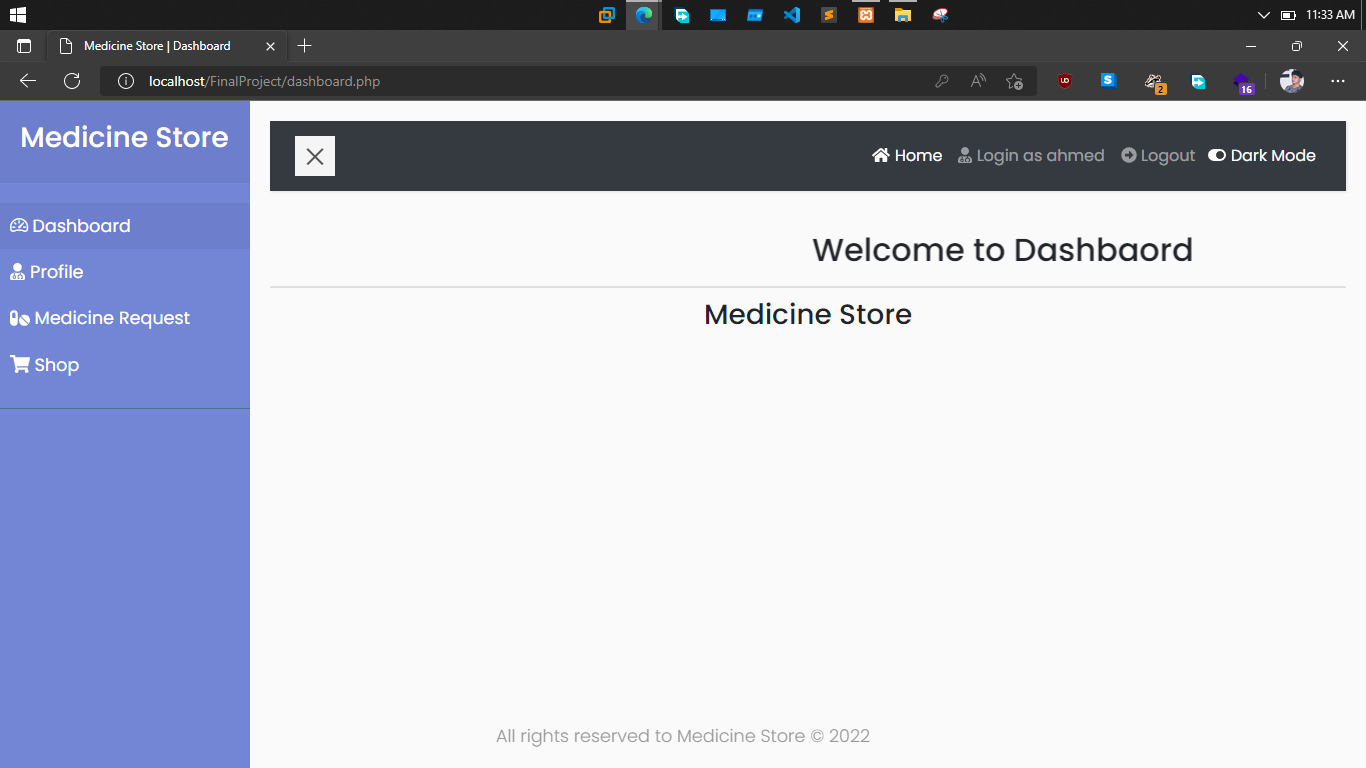 11:33 AM
Medicine Store | Dashboard
localhost/FinalProject/dashboard.php
2
16
Medicine Store
Home Login as ahmed Logout Dark Mode
Dashboard
Profile
Medicine Request
Shop
Welcome to Dashbaord
Medicine Store
All rights reserved to Medicine Store © 2022